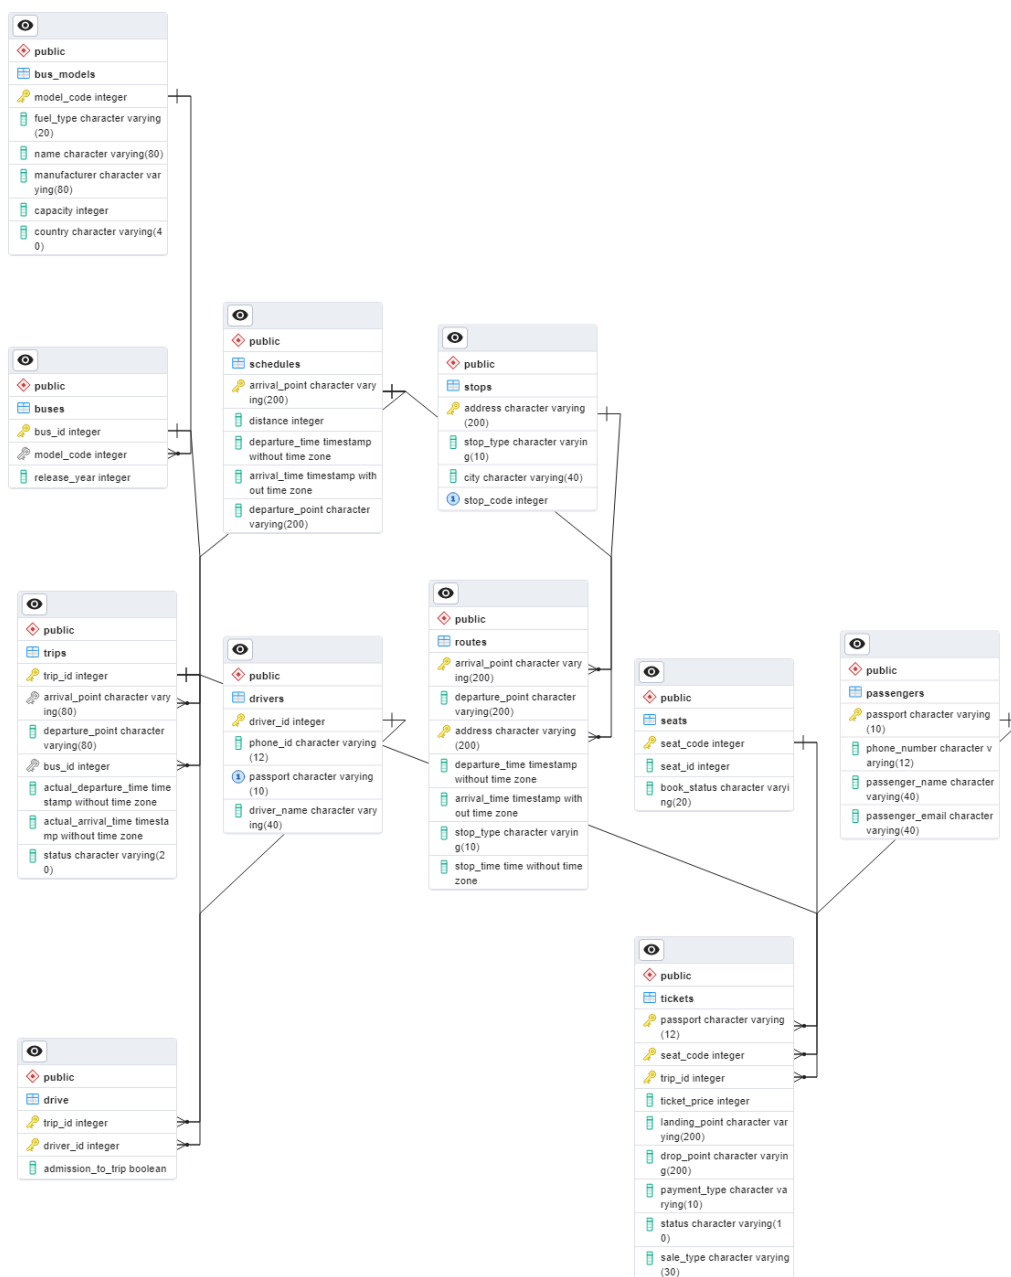 public
bus_models
model_code integer
fuel_type character varying
(20)
name character varying(80)
manufacturer character var
ying(80)
capacity integer
country character varying(4
0)
public
buses
bus_id integer
model_code integer
release_year integer
public
schedules
arrival_point character vary
ing(200)
distance integer
departure_time timestamp
without time zone
arrival_time timestamp with
out time zone
departure_point character
varying(200)
public
stops
address character varying
(200)
stop_type character varyin
g(10)
city character varying(40)
1
stop_code integer
public
trips
trip_id integer
arrival_point character vary
ing(80)
departure_point character
varying(80)
bus_id integer
actual_departure_time time
stamp without time zone
actual_arrival_time timesta
mp without time zone
status character varying(2
0)
public
drivers
driver_id integer
phone_id character varying
(12)
1
passport character varying
(10)
driver_name character vary
ing(40)
public
routes
arrival_point character vary
ing(200)
departure_point character
varying(200)
address character varying
(200)
departure_time timestamp
without time zone
arrival_time timestamp with
out time zone
stop_type character varyin
g(10)
stop_time time without time
zone
public
seats
seat_code integer
seat_id integer
book_status character varyi
ng(20)
public
passengers
passport character varying
(10)
phone_number character v
arying(12)
passenger_name character
varying(40)
passenger_email character
varying(40)
public
drive
trip_id integer
driver_id integer
admission_to_trip boolean
public
tickets
passport character varying
(12)
seat_code integer
trip_id integer
ticket_price integer
landing_point character var
ying(200)
drop_point character varyin
g(200)
payment_type character va
rying(10)
status character varying(1
0)
sale_type character varying
(30)